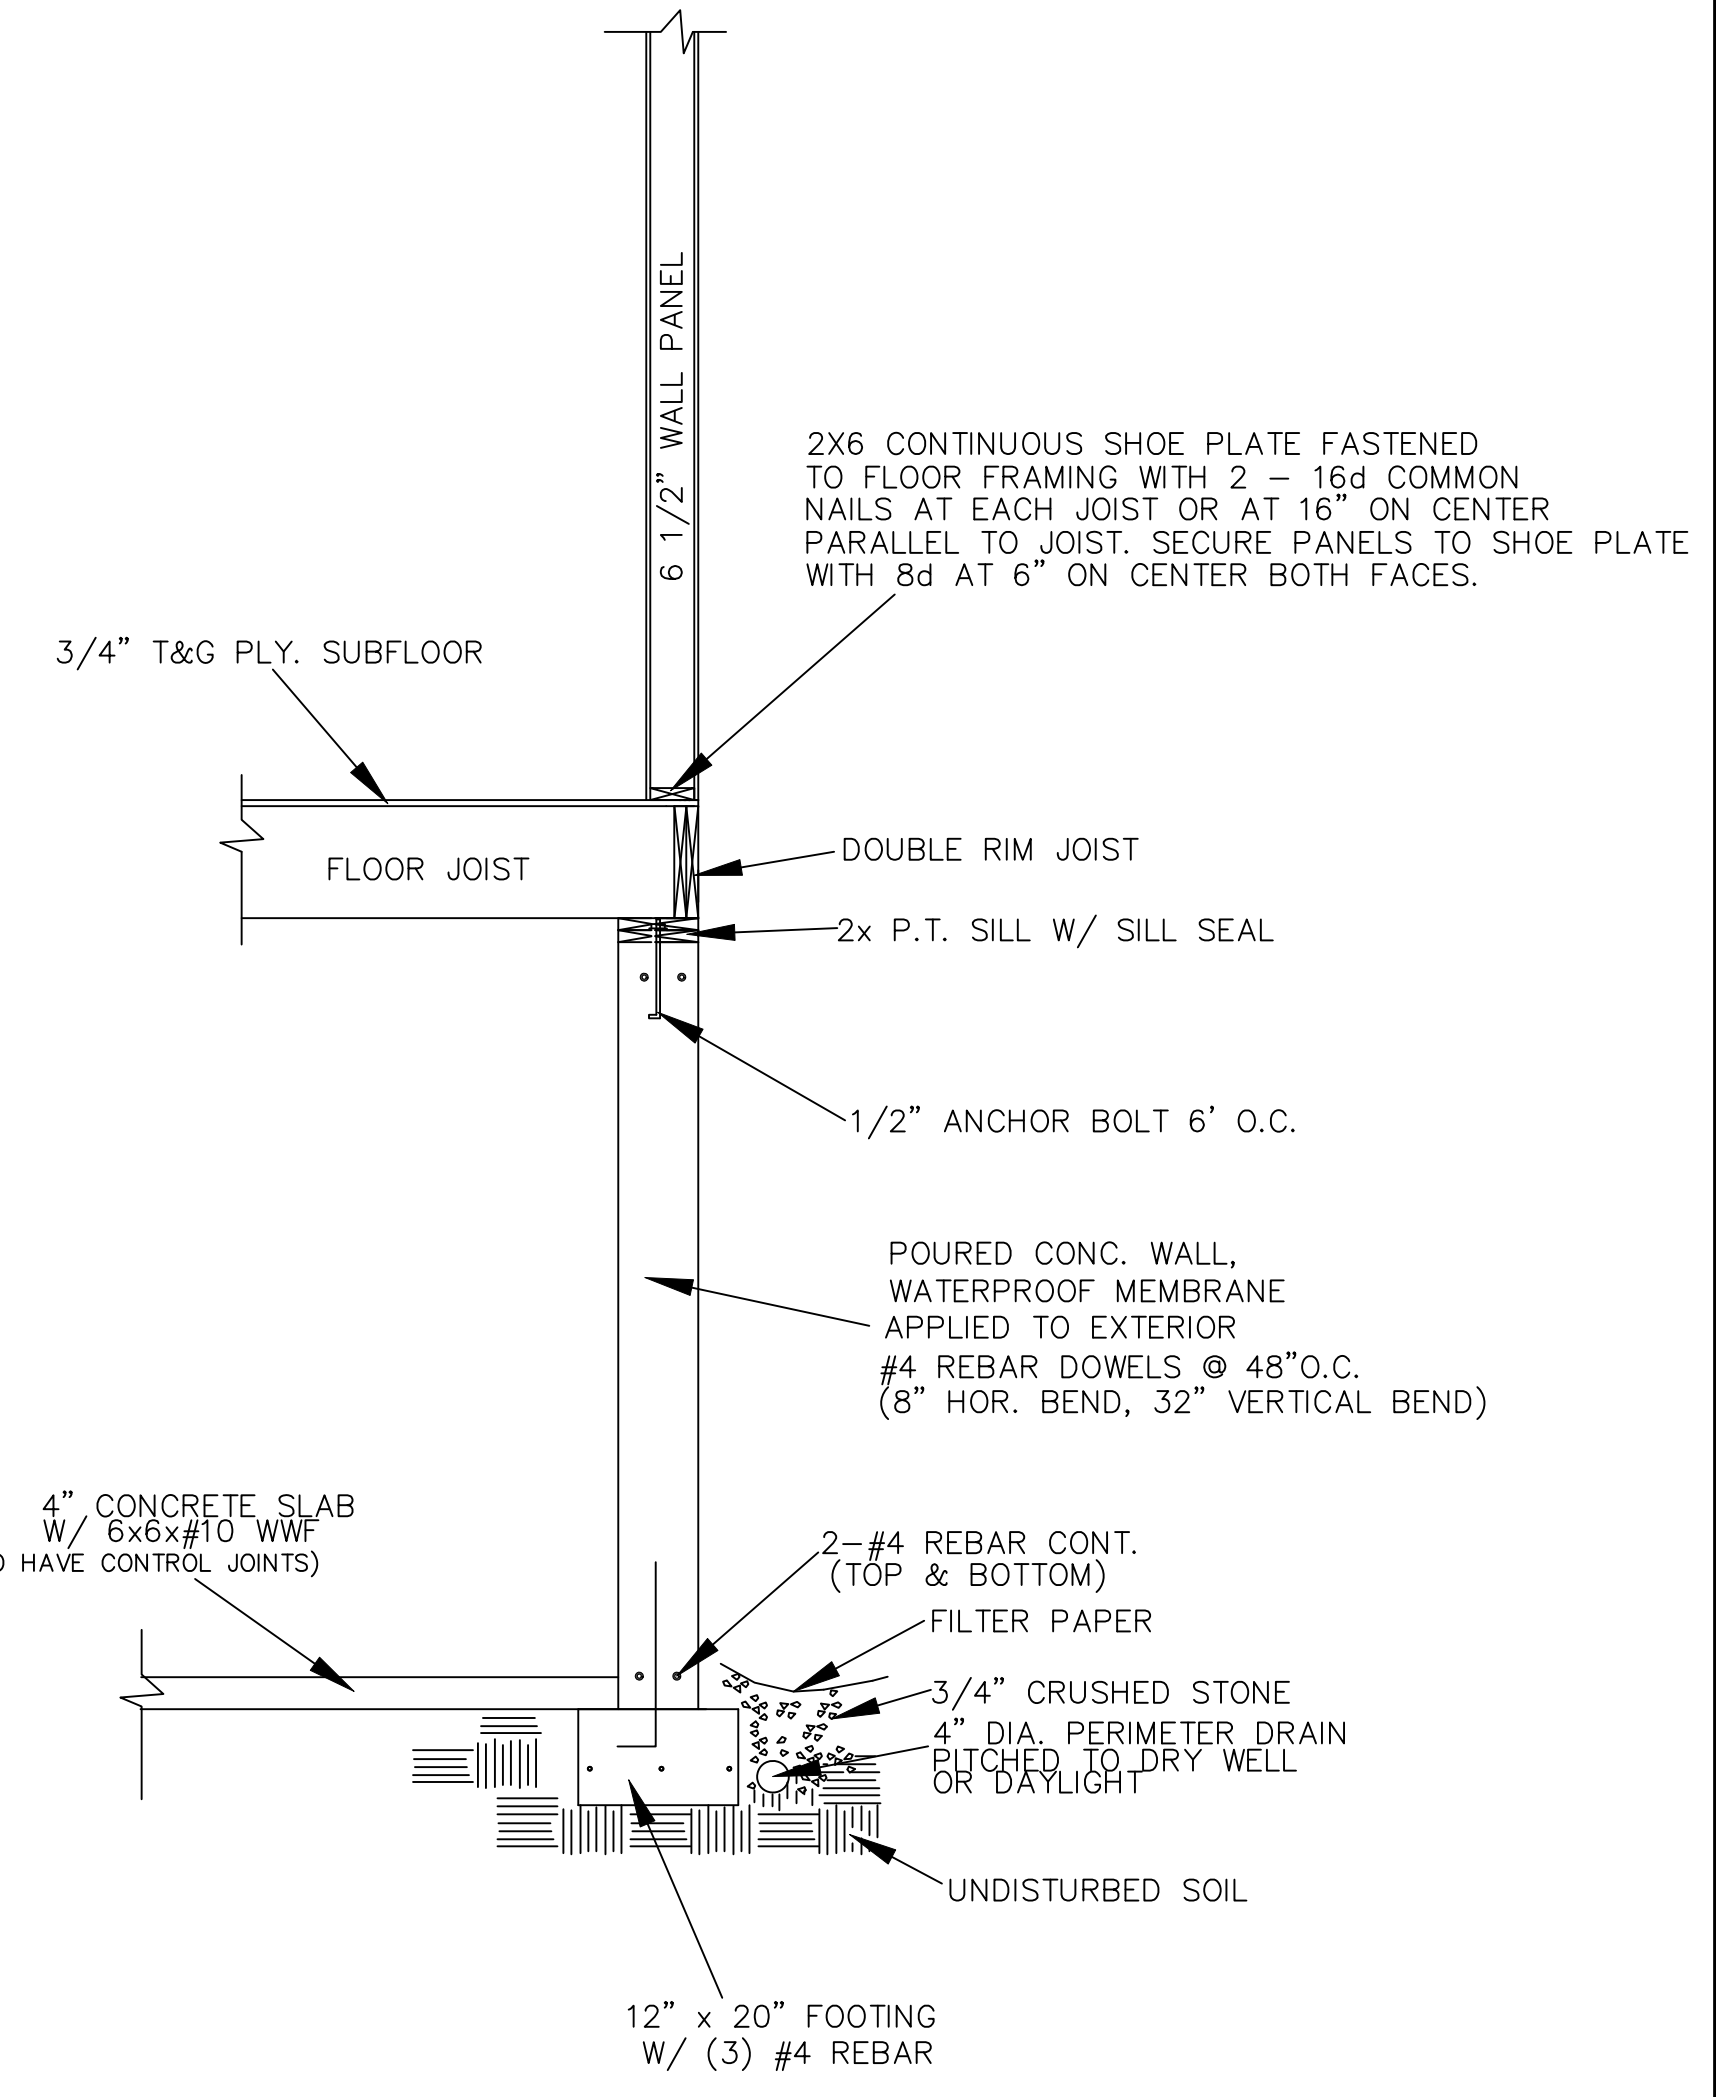 6 1/2” WALL PANEL
2X6 CONTINUOUS SHOE PLATE FASTENED
TO FLOOR FRAMING WITH 2 – 16d COMMON
NAILS AT EACH JOIST OR AT 16” ON CENTER
PARALLEL TO JOIST. SECURE PANELS TO SHOE PLATE
WITH 8d AT 6” ON CENTER BOTH FACES.
3/4” T&G PLY. SUBFLOOR
FLOOR JOIST
DOUBLE RIM JOIST
2x P.T. SILL W/ SILL SEAL
1/2” ANCHOR BOLT 6’ O.C.
POURED CONC. WALL,
WATERPROOF MEMBRANE
APPLIED TO EXTERIOR
#4 REBAR DOWELS @ 48”O.C.
(8” HOR. BEND, 32” VERTICAL BEND)
4” CONCRETE SLAB
W/ 6x6x#10 WWF
HAVE CONTROL JOINTS)
2–#4 REBAR CONT.
(TOP & BOTTOM)
FILTER PAPER
3/4” CRUSHED STONE
4” DIA. PERIMETER DRAIN
PITCHED TO DRY WELL
OR DAYLIGHT
UNDISTURBED SOIL
12” x 20” FOOTING
W/ (3) #4 REBAR